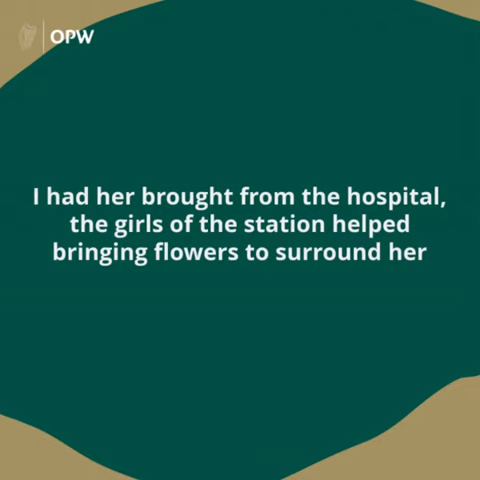 OPW
I had her brought from the hospital,
the girls of the station helped
bringing flowers to surround her